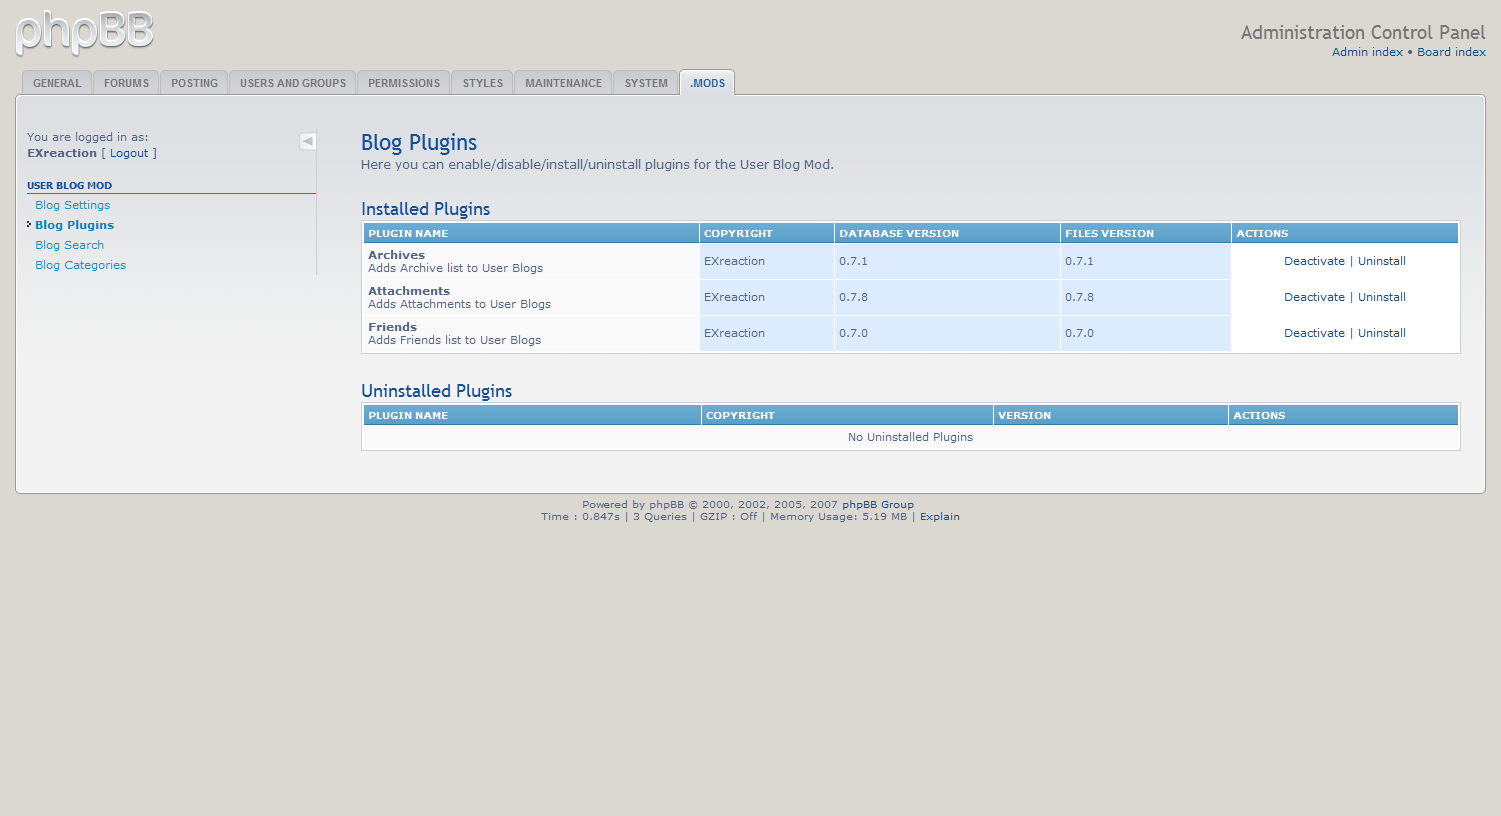 phpBB
Administration Control Panel
Admin index • Board index
GENERAL FORUMS POSTING USERS AND GROUPS PERMISSIONS STYLES MAINTENANCE SYSTEM .MODS
You are logged in as:
EXreaction [ Logout ]
USER BLOG MOD
Blog Settings
Blog Plugins
Blog Search
Blog Categories
Blog Plugins
Here you can enable/disable/install/uninstall plugins for the User Blog Mod.
Installed Plugins
PLUGIN NAME COPYRIGHT DATABASE VERSION FILES VERSION ACTIONS
Archives
Adds Archive list to User Blogs EXreaction 0.7.1 0.7.1 Deactivate | Uninstall
Attachments
Adds Attachments to User Blogs EXreaction 0.7.8 0.7.8 Deactivate | Uninstall
Friends
Adds Friends list to User Blogs EXreaction 0.7.0 0.7.0 Deactivate | Uninstall
Uninstalled Plugins
PLUGIN NAME COPYRIGHT VERSION ACTIONS
No Uninstalled Plugins
Powered by phpBB © 2000, 2002, 2005, 2007 phpBB Group
Time : 0.847s | 3 Queries | GZIP : Off | Memory Usage: 5.19 MB | Explain